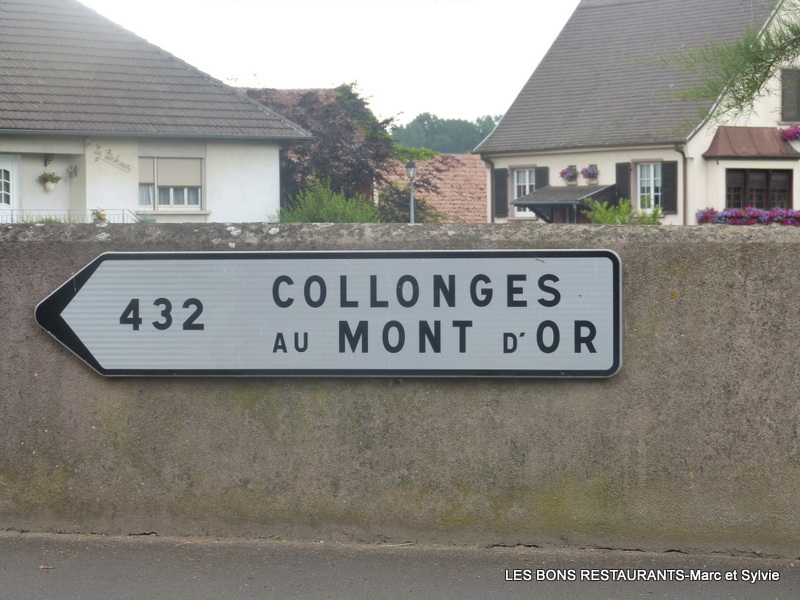 432 COLLONGES
AU MONT D'OR
LES BONS RESTAURANTS-Marc et Sylvie